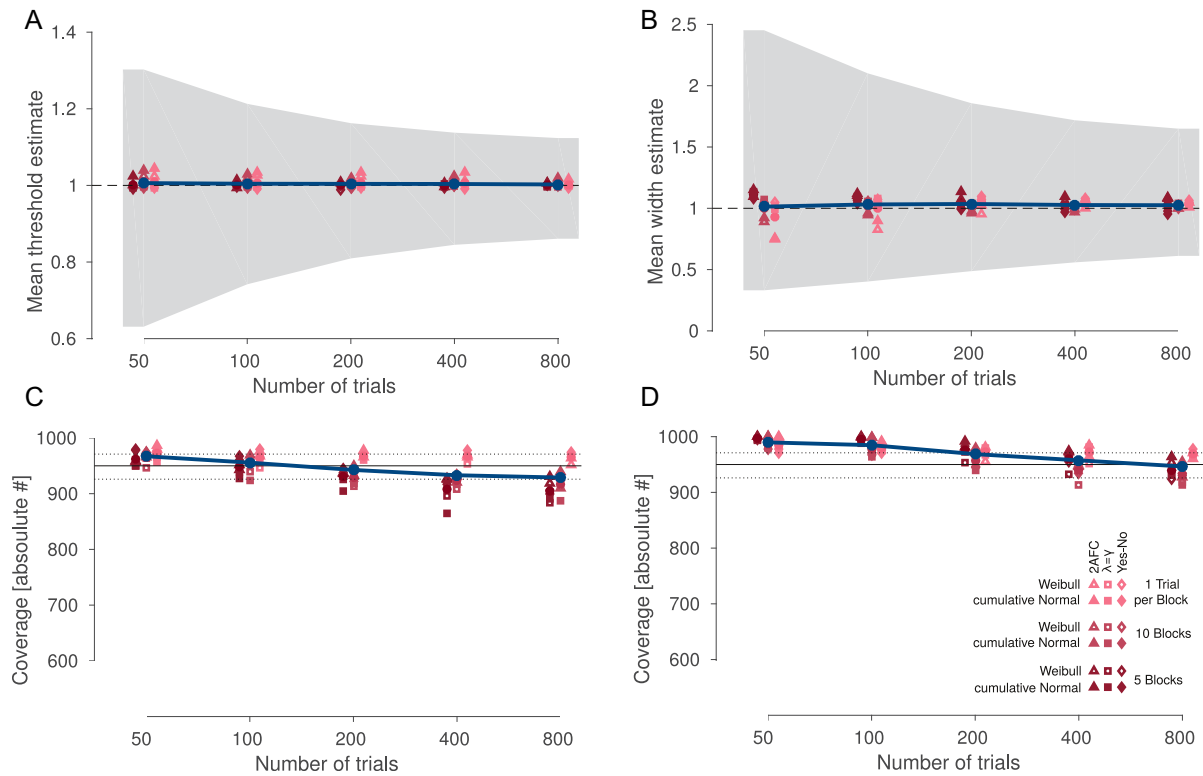 A
1.4
1.2
1
0.8
0.6
Mean threshold estimate
50
100
200
400
800
Number of trials
B
2.5
2
1.5
1
0.5
0
Mean width estimate
50
100
200
400
800
Number of trials
C
1000
900
800
700
600
Coverage [absoulute #]
50
100
200
400
800
Number of trials
D
1000
900
800
700
600
Coverage [absoulute #]
2AFC
λ=γ
Yes-No
Weibull
1 Trial
cumulative Normal
per Block
Weibull
10 Blocks
cumulative Normal
Weibull
5 Blocks
cumulative Normal
50
100
200
400
800
Number of trials